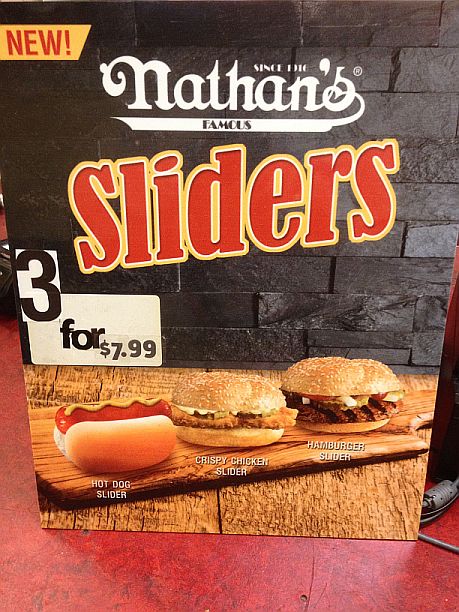 NEW!
SINCE 1916
Nathan's®
FAMOUS
Sliders
3
for $7.99
HOT DOG
SLIDER
CRISPY CHICKEN
SLIDER
HAMBURGER
SLIDER